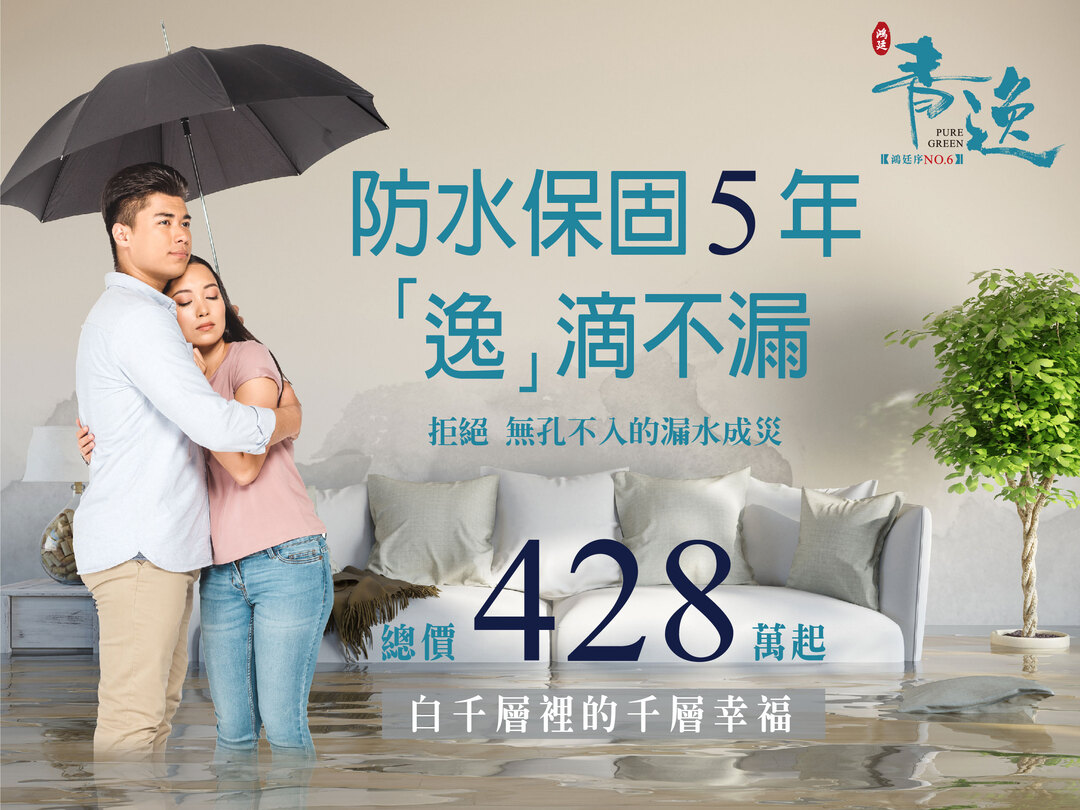 鴻廷
青逸
PURE
GREEN
鴻廷序NO.6
防水保固5年
「逸」滴不漏
拒絕 無孔不入的漏水成災
總價428萬起
白千層裡的千層幸福